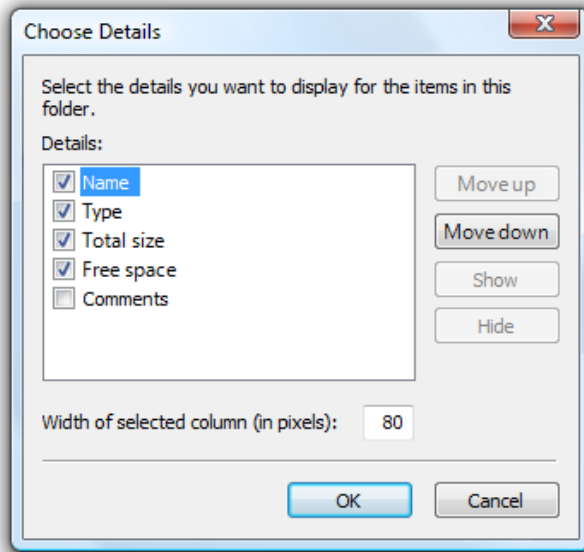 Choose Details
Select the details you want to display for the items in this
folder.
Details:
Name
Move up
Type
Move down
Total size
Free space
Show
Comments
Hide
Width of selected column (in pixels): 80
OK
Cancel